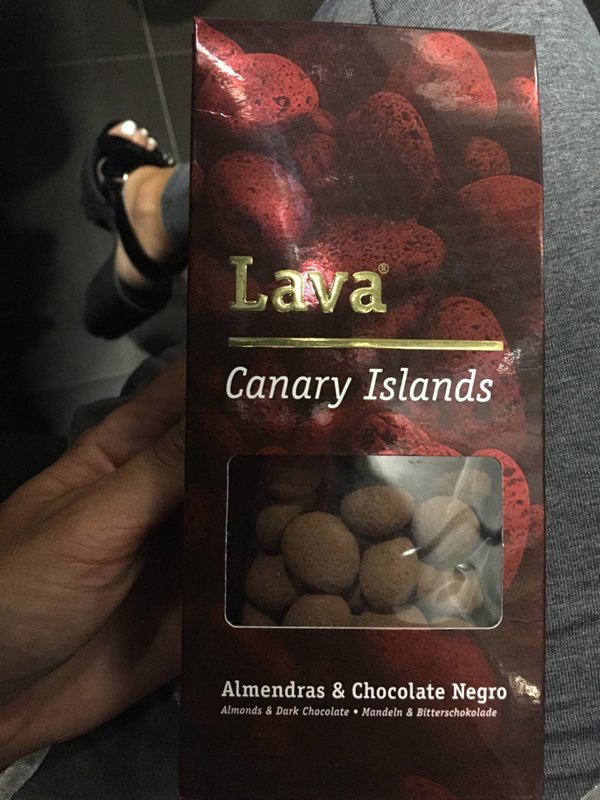 Lava®
Canary Islands
Almendras & Chocolate Negro
Almonds & Dark Chocolate • Mandeln & Bitterschokolade